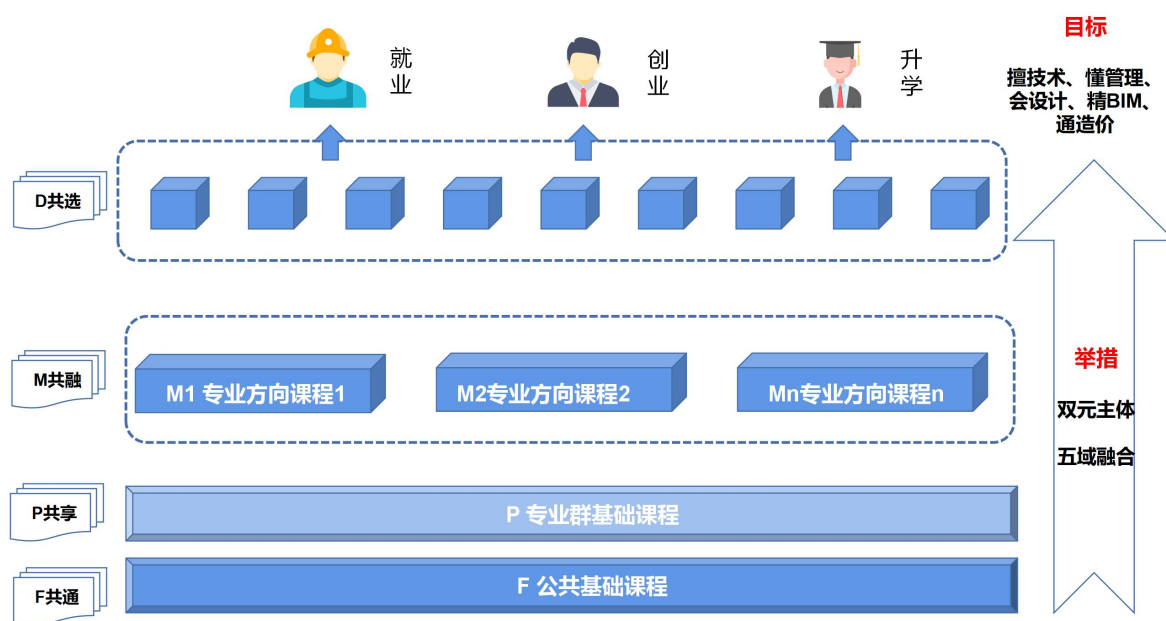 就业
创业
升学
目标
擅技术、懂管理、
会设计、精BIM、
通造价
D共选
M共融
M1 专业方向课程1
M2专业方向课程2
Mn专业方向课程n
举措
双元主体
五域融合
P共享
P 专业群基础课程
F共通
F 公共基础课程